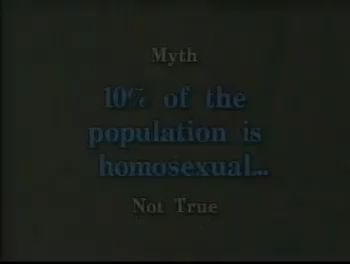 Myth
10% of the
population is
homosexual...
Not True